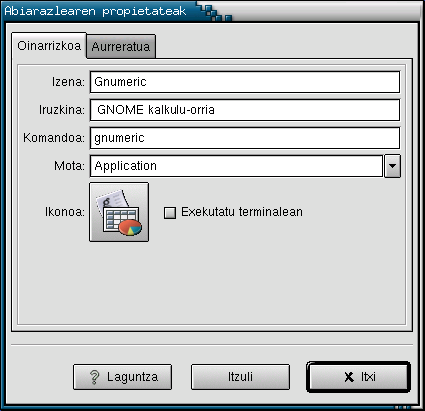 Abiarazlearen propietateak
Oinarrizkoa Aurreratua
Izena: Gnumeric
Iruzkina: GNOME kalkulu-orria
Komandoa: gnumeric
Mota: Application
Ikonoa: Exekutatu terminalean
Laguntza Itzuli Itxi